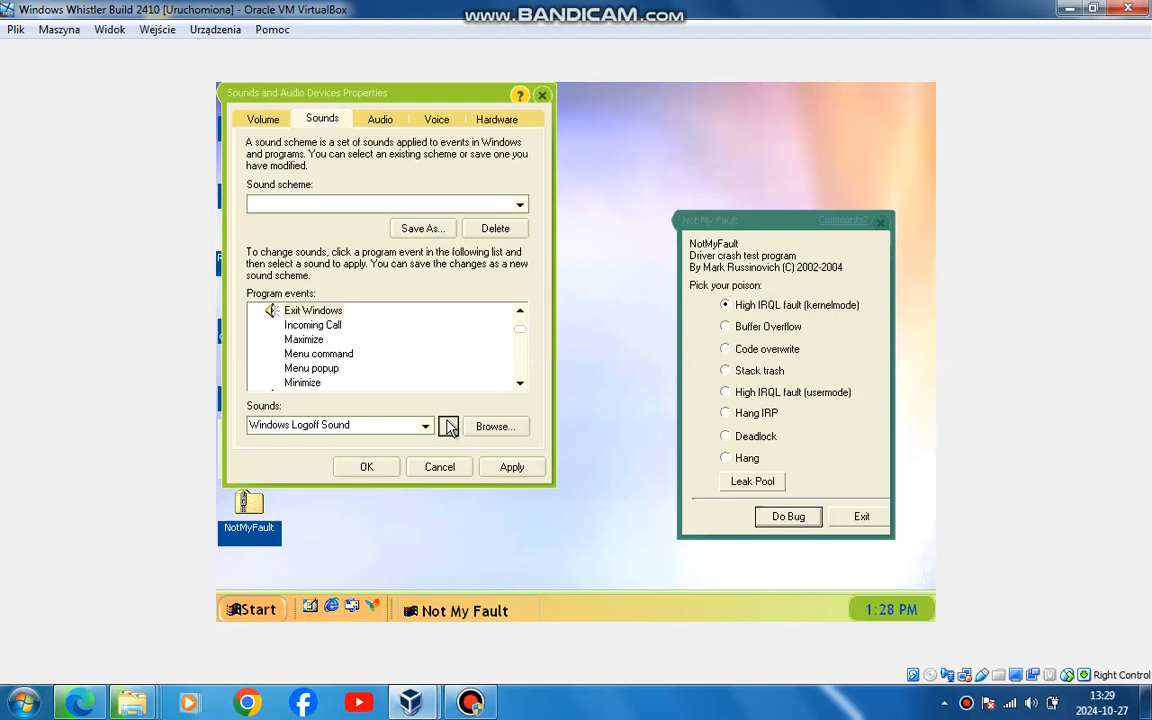 Windows Whistler Build 2410 [Uruchomiona] - Oracle VM VirtualBox
www.BANDICAM.com
Plik Maszyna Widok Wejście Urządzenia Pomoc
Sounds and Audio Devices Properties
?
Volume Sounds Audio Voice Hardware
A sound scheme is a set of sounds applied to events in Windows
and programs. You can select an existing scheme or save one you
have modified.
Sound scheme:
Save As... Delete
To change sounds, click a program event in the following list and
then select a sound to apply. You can save the changes as a new
sound scheme.
Program events:
Exit Windows
Incoming Call
Maximize
Menu command
Menu popup
Minimize
Sounds:
Windows Logoff Sound Browse...
OK Cancel Apply
Not My Fault Comments?
NotMyFault
Driver crash test program
By Mark Russinovich (C) 2002-2004
Pick your poison:
High IRQL fault (kernelmode)
Buffer Overflow
Code overwrite
Stack trash
High IRQL fault (usermode)
Hang IRP
Deadlock
Hang
Leak Pool
Do Bug Exit
NotMyFault
Start Not My Fault 1:28 PM
Right Control
13:29
2024-10-27